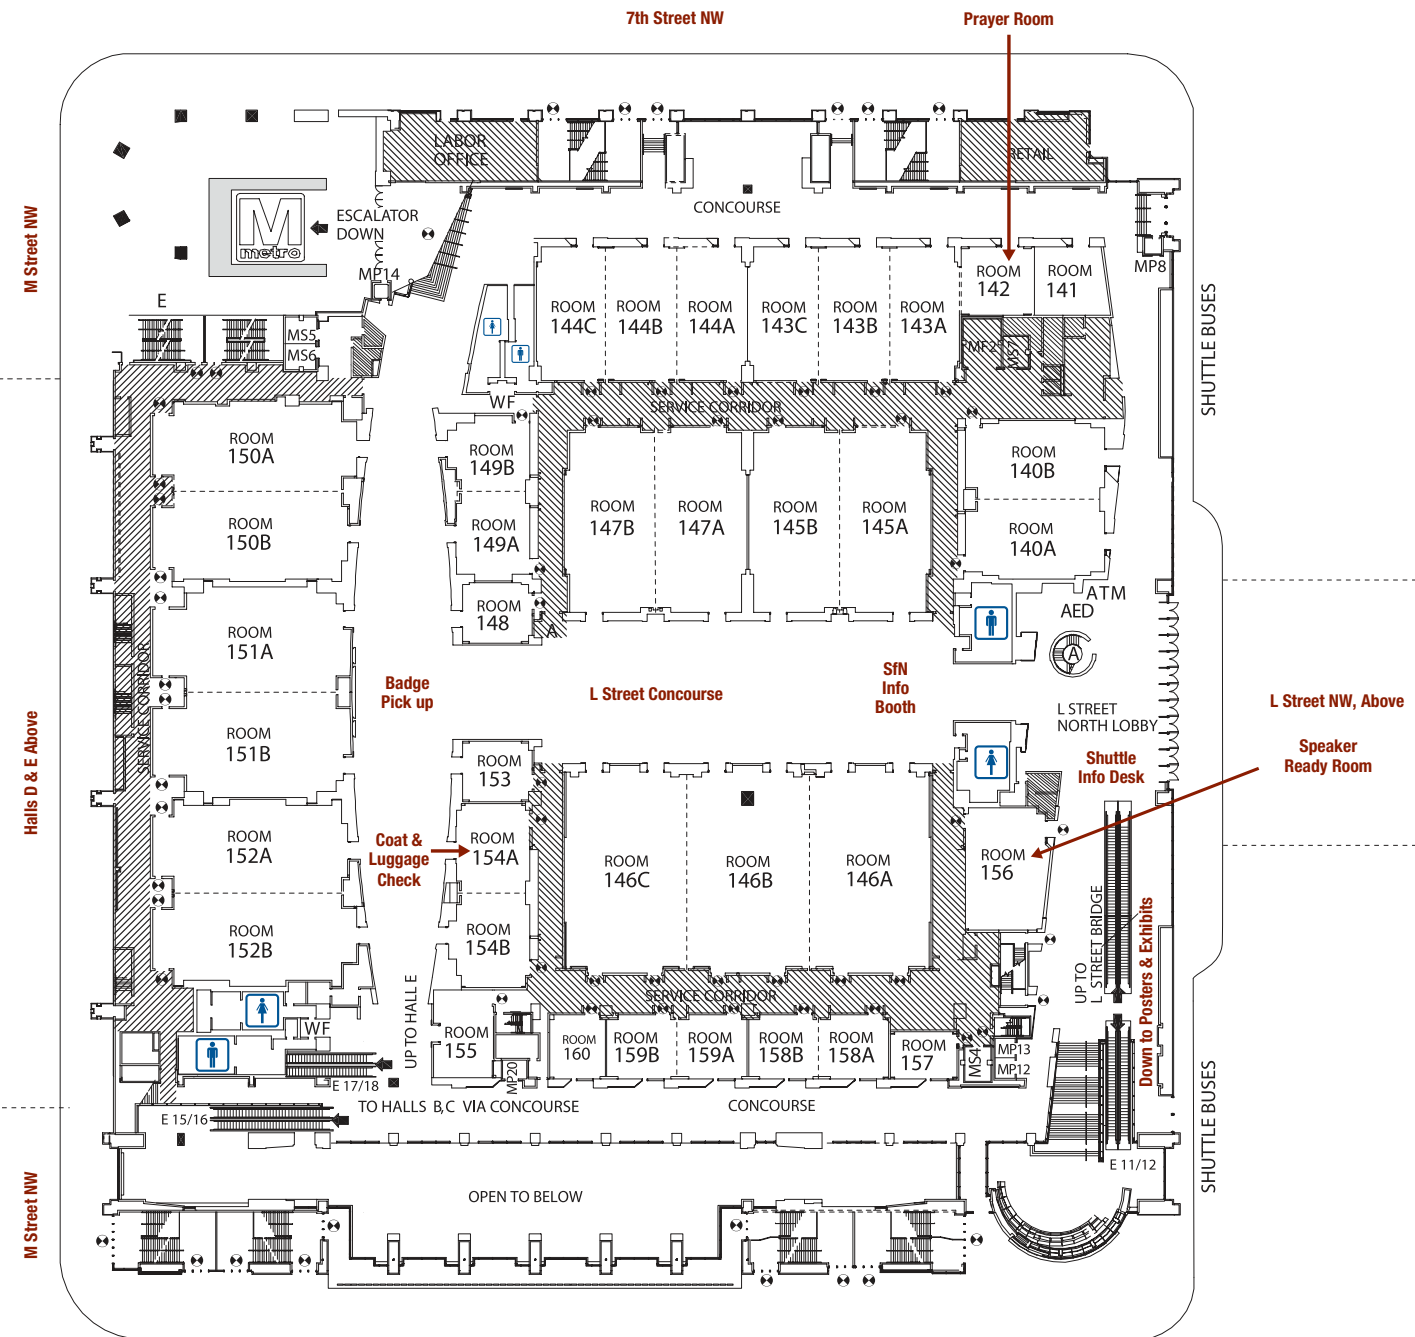 7th Street NW
Prayer Room
LABOR
OFFICE
RETAIL
CONCOURSE
M
metro
ESCALATOR
DOWN
MP14
MP8
M Street NW
SHUTTLE BUSES
E
MS5
MS6
ROOM
144C
ROOM
144B
ROOM
144A
ROOM
143C
ROOM
143B
ROOM
143A
ROOM
142
ROOM
141
MF2
MS7
WF
SERVICE CORRIDOR
ROOM
150A
ROOM
149B
ROOM
147B
ROOM
147A
ROOM
145B
ROOM
145A
ROOM
140B
ROOM
150B
ROOM
149A
ROOM
140A
ROOM
148
A
ATM
AED
A
ROOM
151A
SERVICE CORRIDOR
Badge
Pick up
L Street Concourse
SfN
Info
Booth
L STREET
NORTH LOBBY
L Street NW, Above
ROOM
151B
ROOM
153
Shuttle
Info Desk
Speaker
Ready Room
Halls D & E Above
ROOM
152A
Coat &
Luggage
Check
ROOM
154A
ROOM
146C
ROOM
146B
ROOM
146A
ROOM
156
ROOM
152B
ROOM
154B
UP TO
L STREET BRIDGE
Down to Posters & Exhibits
UP TO HALL E
SERVICE CORRIDOR
WF
ROOM
155
MP20
ROOM
160
ROOM
159B
ROOM
159A
ROOM
158B
ROOM
158A
ROOM
157
MS4
MP13
MP12
E 17/18
TO HALLS B,C VIA CONCOURSE
CONCOURSE
E 15/16
E 11/12
SHUTTLE BUSES
M Street NW
OPEN TO BELOW